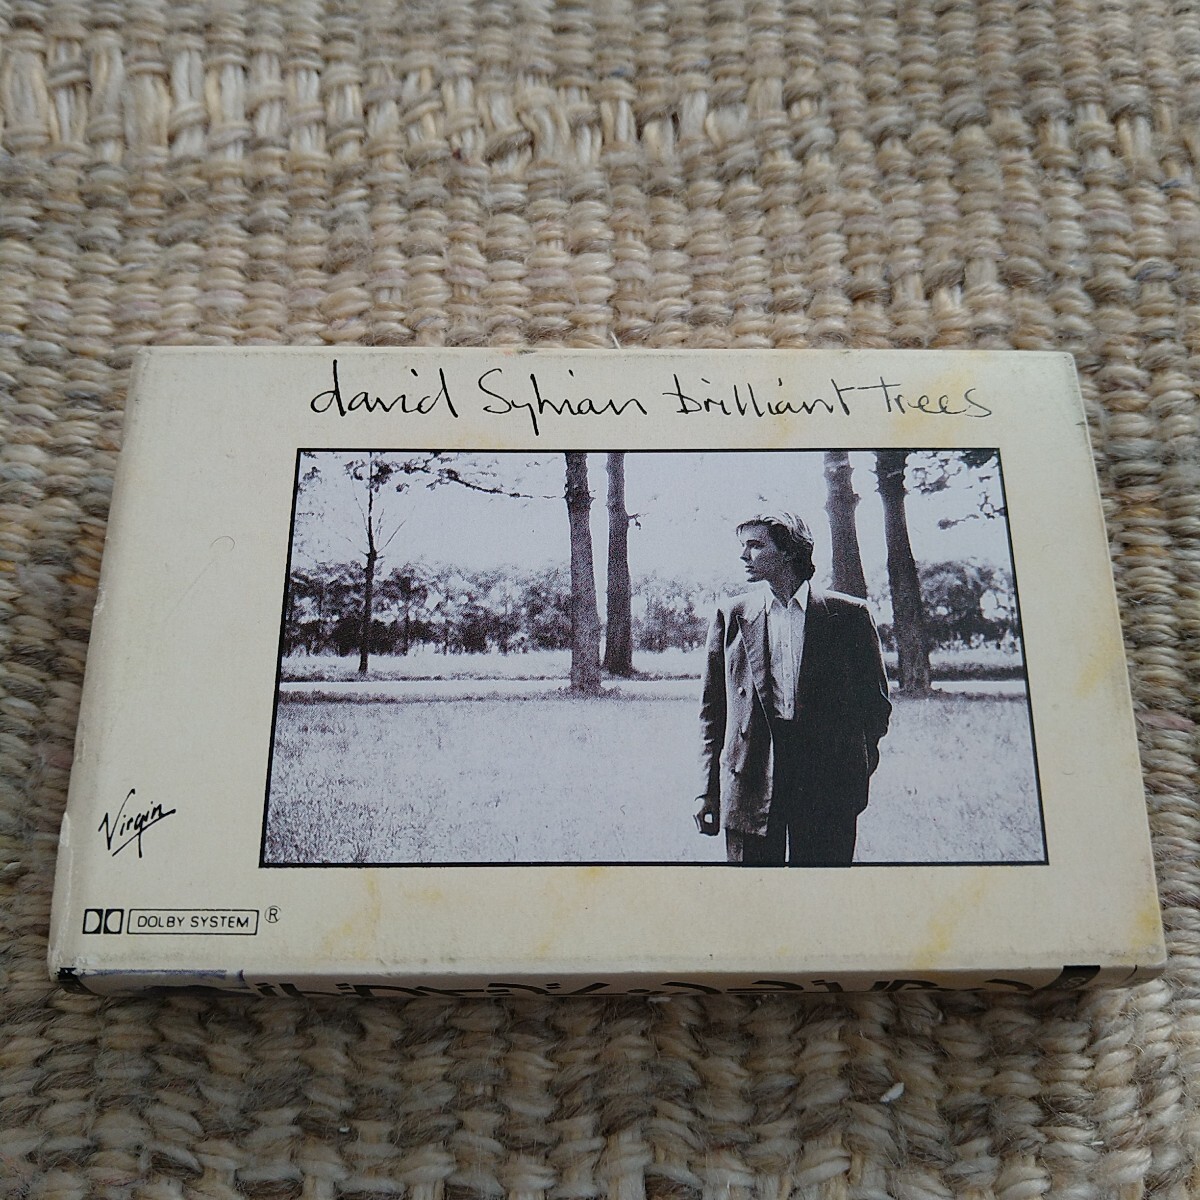 david Sylvian brilliant trees
Virgin
DOLBY SYSTEM ®